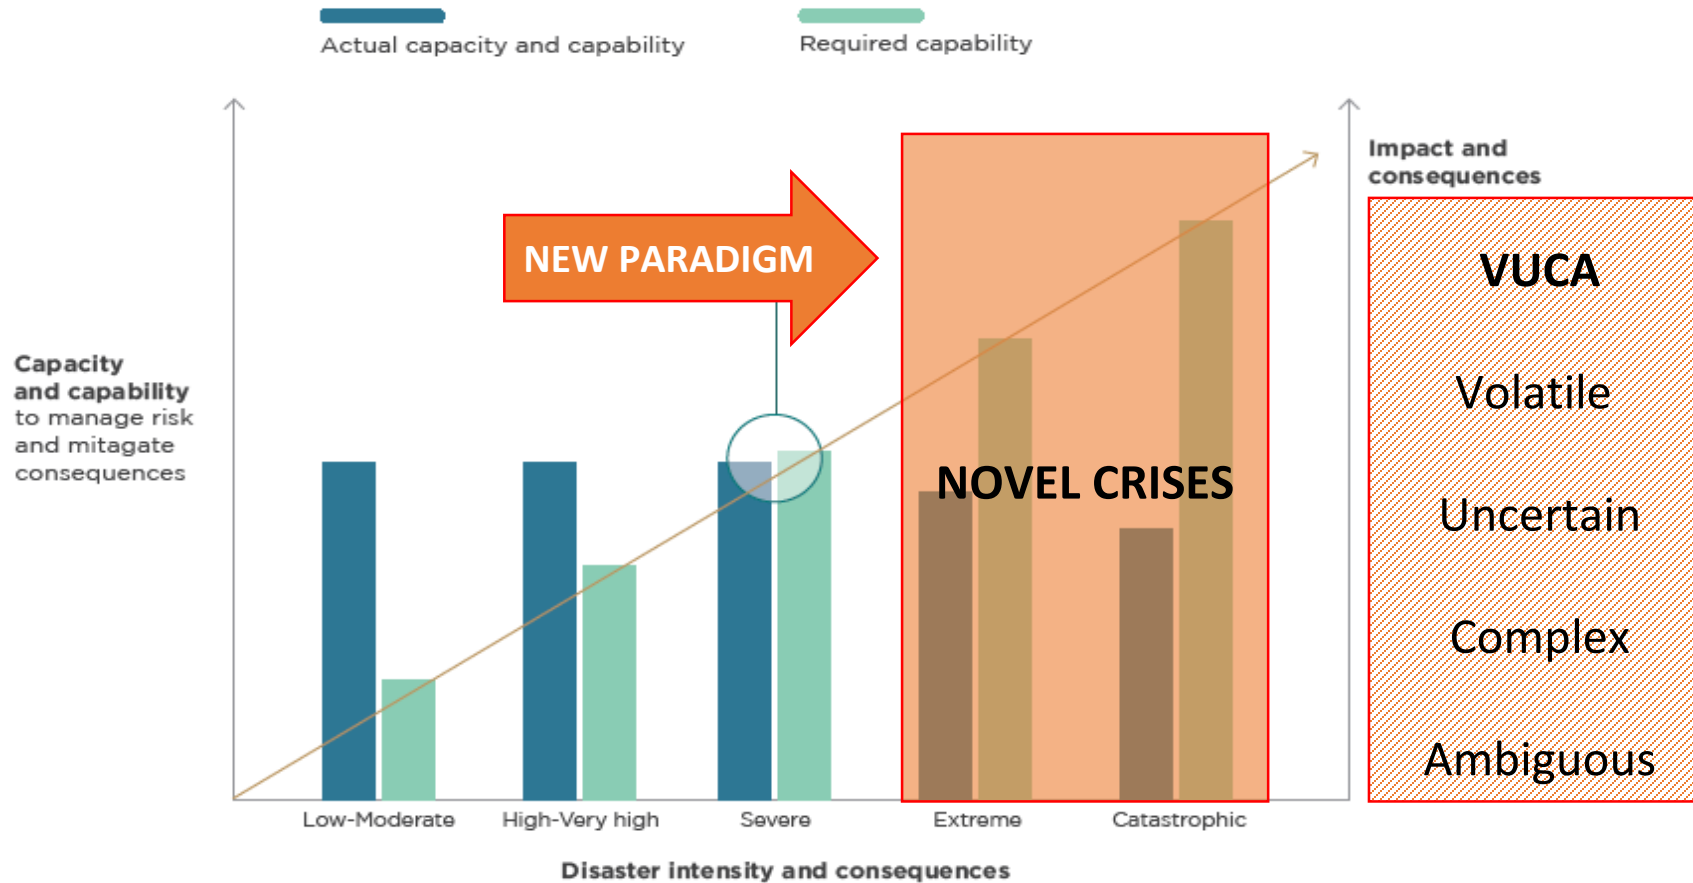 Actual capacity and capability
Required capability
Impact and
consequences
NEW PARADIGM
VUCA
Volatile
Uncertain
Complex
Ambiguous
Capacity
and capability
to manage risk
and mitagate
consequences
NOVEL CRISES
Low-Moderate
High-Very high
Severe
Extreme
Catastrophic
Disaster intensity and consequences